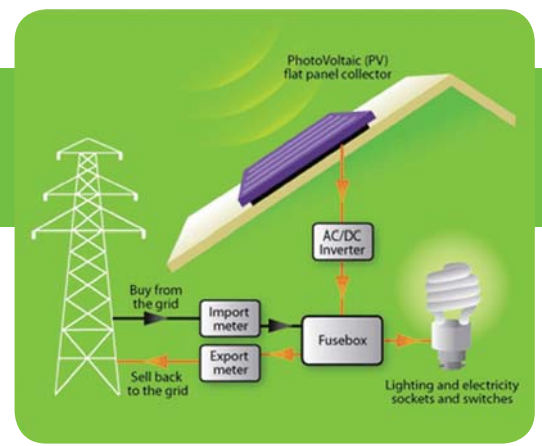 PhotoVoltaic (PV)
flat panel collector
AC/DC
Inverter
Buy from
the grid
Import
meter
Fusebox
Export
meter
Sell back
to the grid
Lighting and electricity
sockets and switches